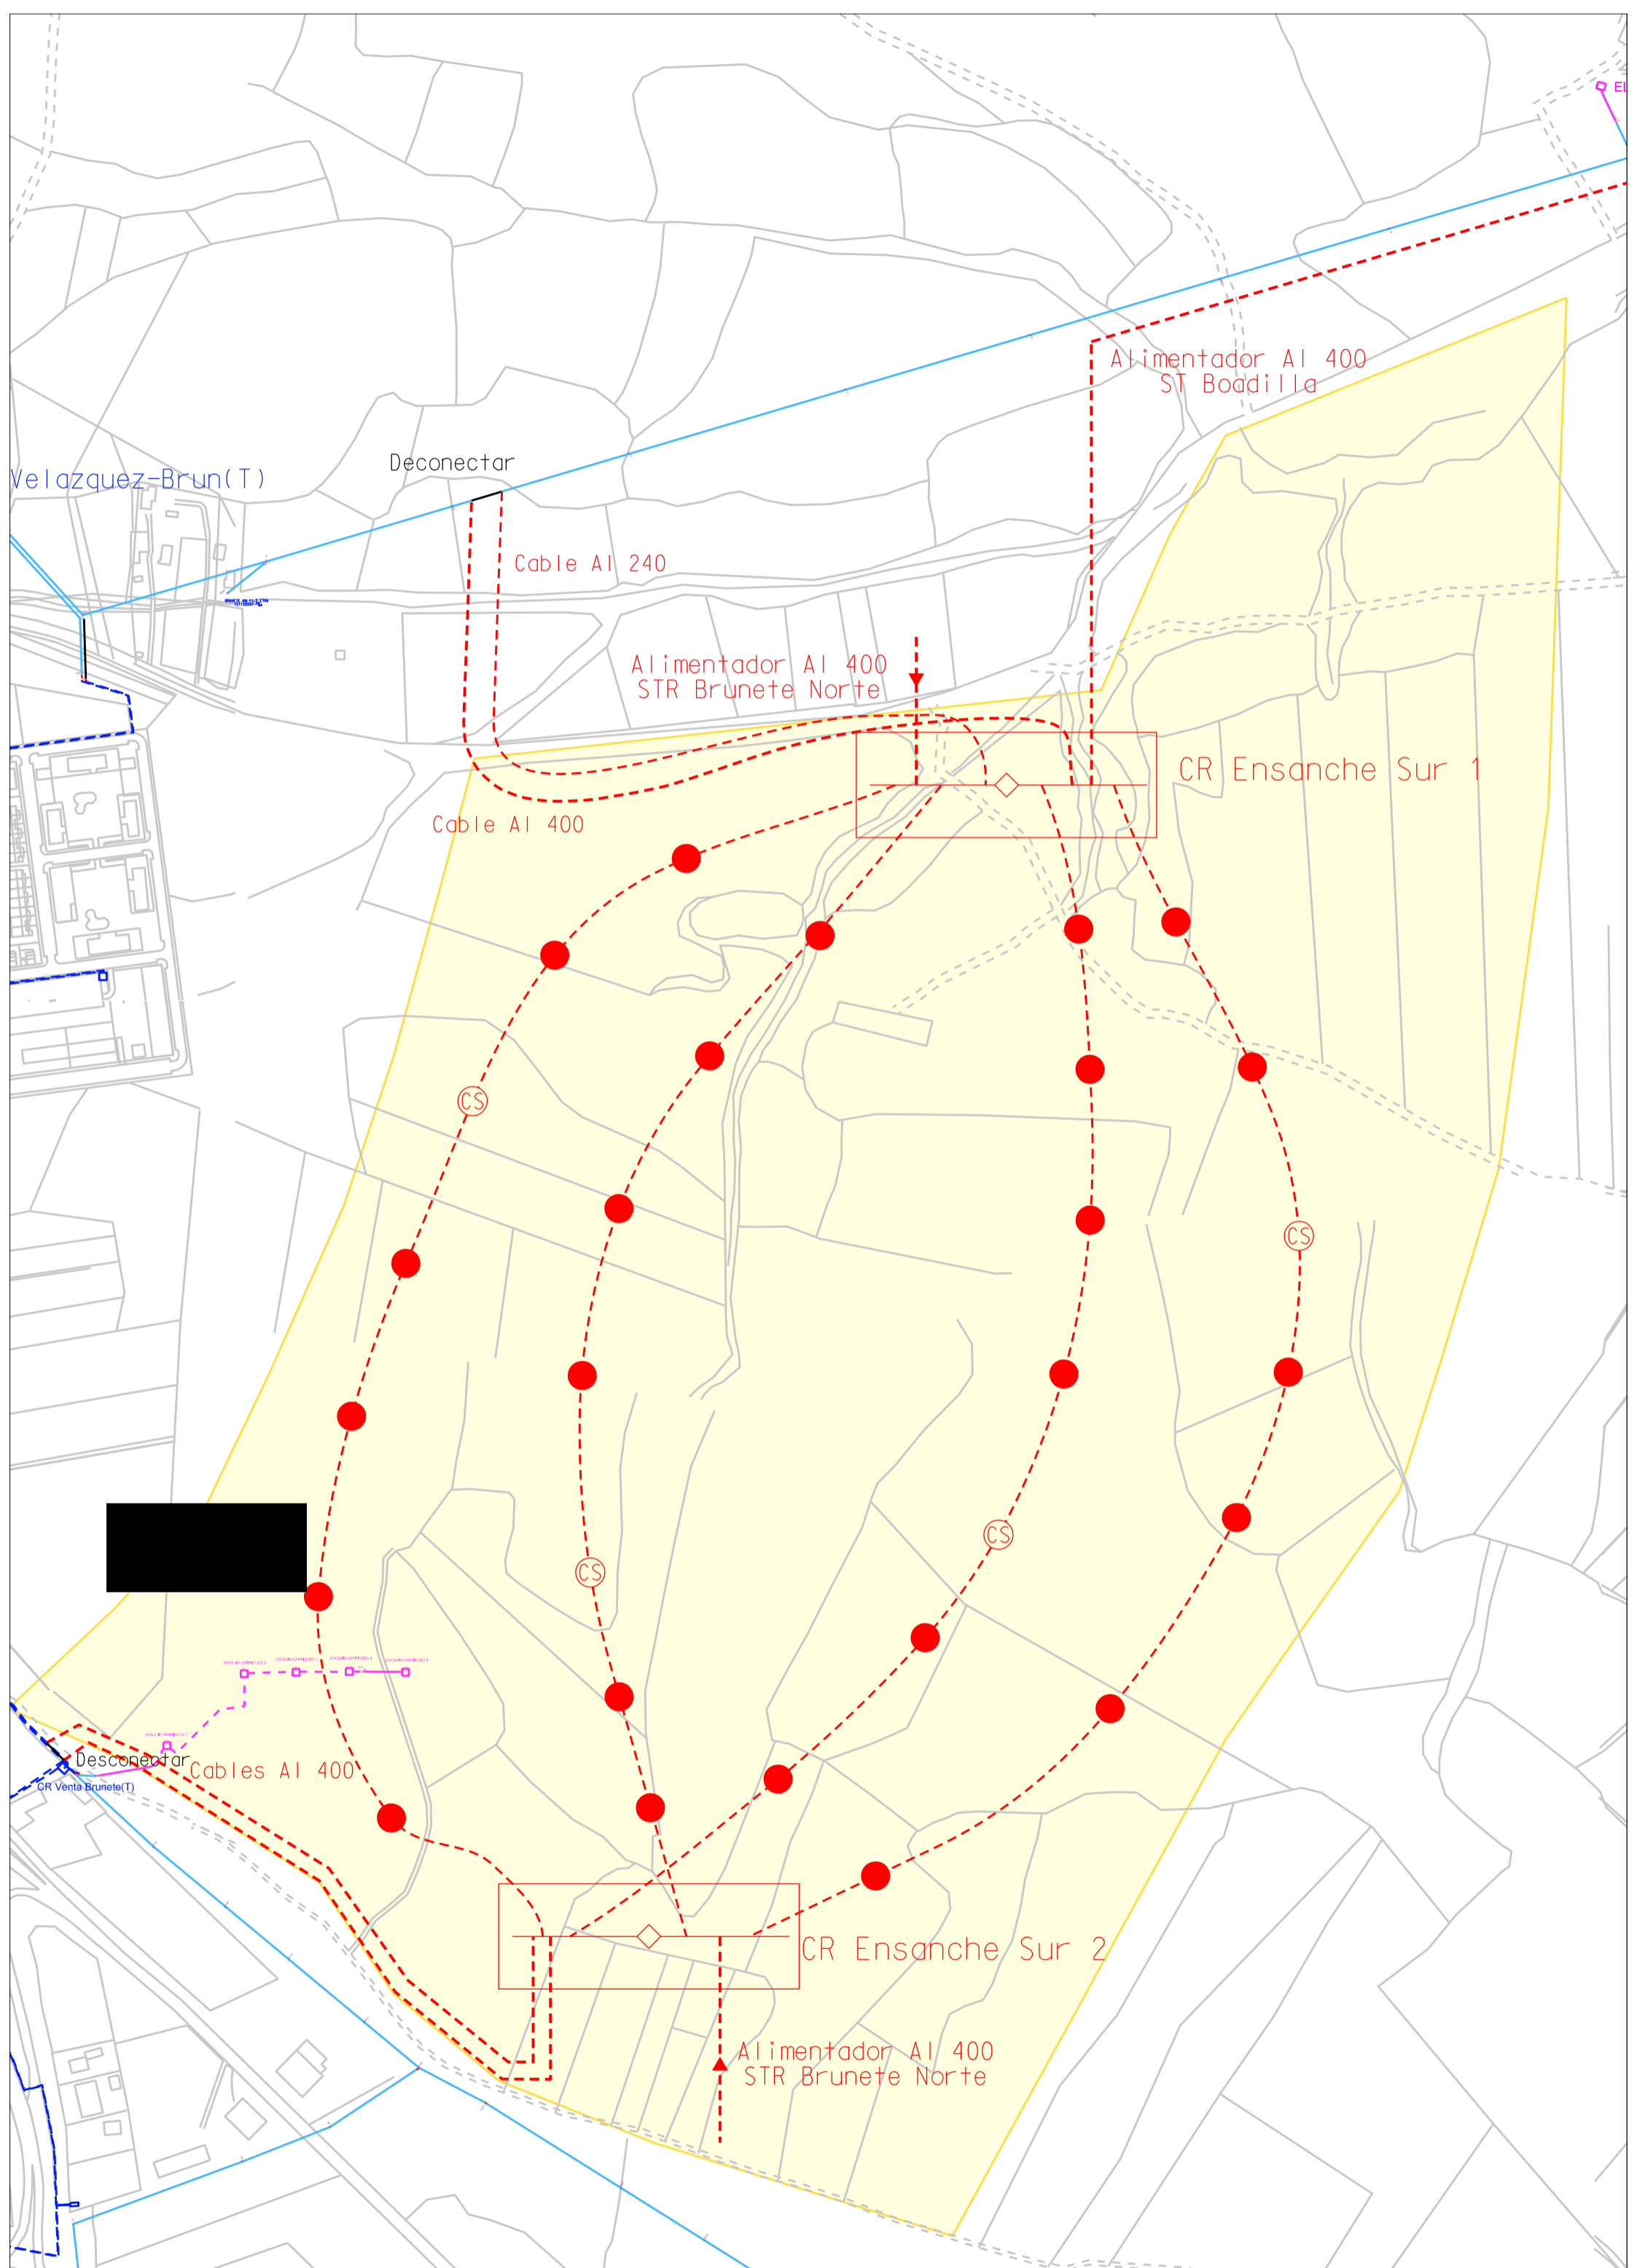 EL
Alimentador Al 400
ST Boadilla
Deconectar
Velazquez-Brun(T)
Cable Al 240
Alimentador Al 400
STR Brunete Norte
CR Ensanche Sur 1
Cable Al 400
CS
CS
CS
CS
Desconectar
Cables Al 400
CR Venta Brunete(T)
CR Ensanche Sur 2
Alimentador Al 400
STR Brunete Norte